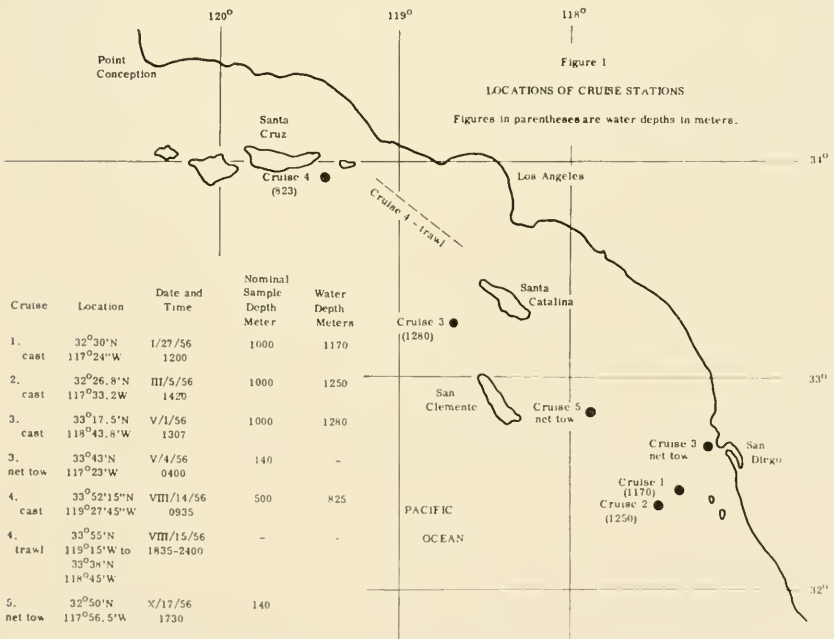 120° 119° 118°
Figure 1
LOCATIONS OF CRUISE STATIONS
Figures in parentheses are water depths in meters.
Point
Conception
Santa
Cruz
34°
Cruise 4
(823)
Los Angeles
Cruise 4 - trawl
Santa
Catalina
Cruise 3
(1280)
33°
San
Clemente
Cruise 5
net tow
Cruise 3
net tow
San
Diego
Cruise 1
(1170)
Cruise 2
(1250)
PACIFIC
OCEAN
32°
Nominal
Date and Sample Water
Cruise Location Time Depth Depth
Meter Meters
1. 32°30'N I/27/56 1000 1170
cast 117°24"W 1200
2. 32°26.8'N III/5/56 1000 1250
cast 117°33.2W 1420
3. 33°17.5'N V/1/56 1000 1280
cast 118°43.8'W 1307
3. 33°43'N V/4/56 140 -
net tow 117°23'W 0400
4. 33°52'15"N VIII/14/56 500 825
cast 119°27'45"W 0935
4. 33°55'N VIII/15/56 - -
trawl 119°15'W to 1835-2400
33°38'N
118°45'W
5. 32°50'N X/17/56 140
net tow 117°56.5'W 1730